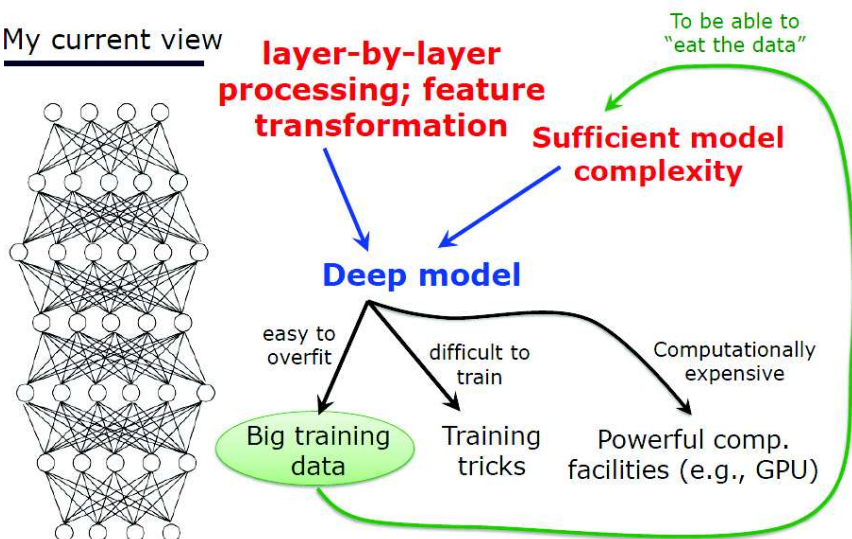 My current view
layer-by-layer
processing; feature
transformation
To be able to
“eat the data”
Sufficient model
complexity
Deep model
easy to
overfit
difficult to
train
Computationally
expensive
Big training
data
Training
tricks
Powerful comp.
facilities (e.g., GPU)